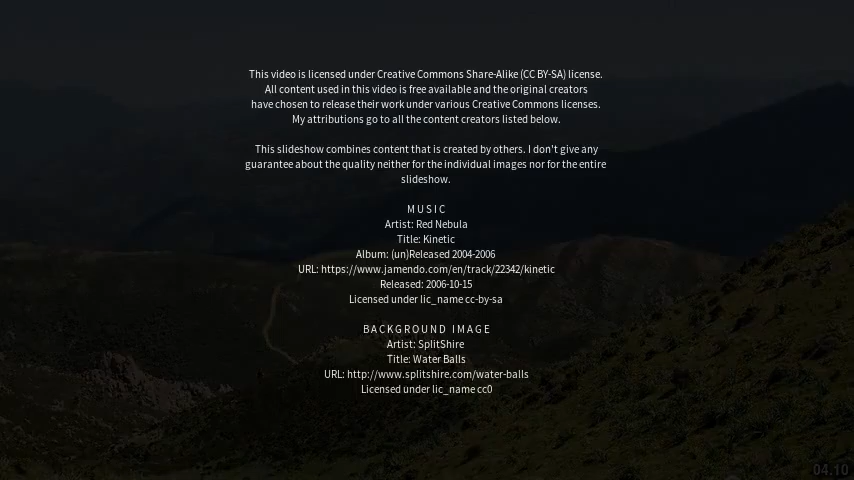 This video is licensed under Creative Commons Share-Alike (CC BY-SA) license.
All content used in this video is free available and the original creators
have chosen to release their work under various Creative Commons licenses.
My attributions go to all the content creators listed below.
This slideshow combines content that is created by others. I don't give any
guarantee about the quality neither for the individual images nor for the entire
slideshow.
MUSIC
Artist: Red Nebula
Title: Kinetic
Album: (un)Released 2004-2006
URL: https://www.jamendo.com/en/track/22342/kinetic
Released: 2006-10-15
Licensed under lic_name cc-by-sa
BACKGROUND IMAGE
Artist: SplitShire
Title: Water Balls
URL: http://www.splitshire.com/water-balls
Licensed under lic_name cc0
04.10